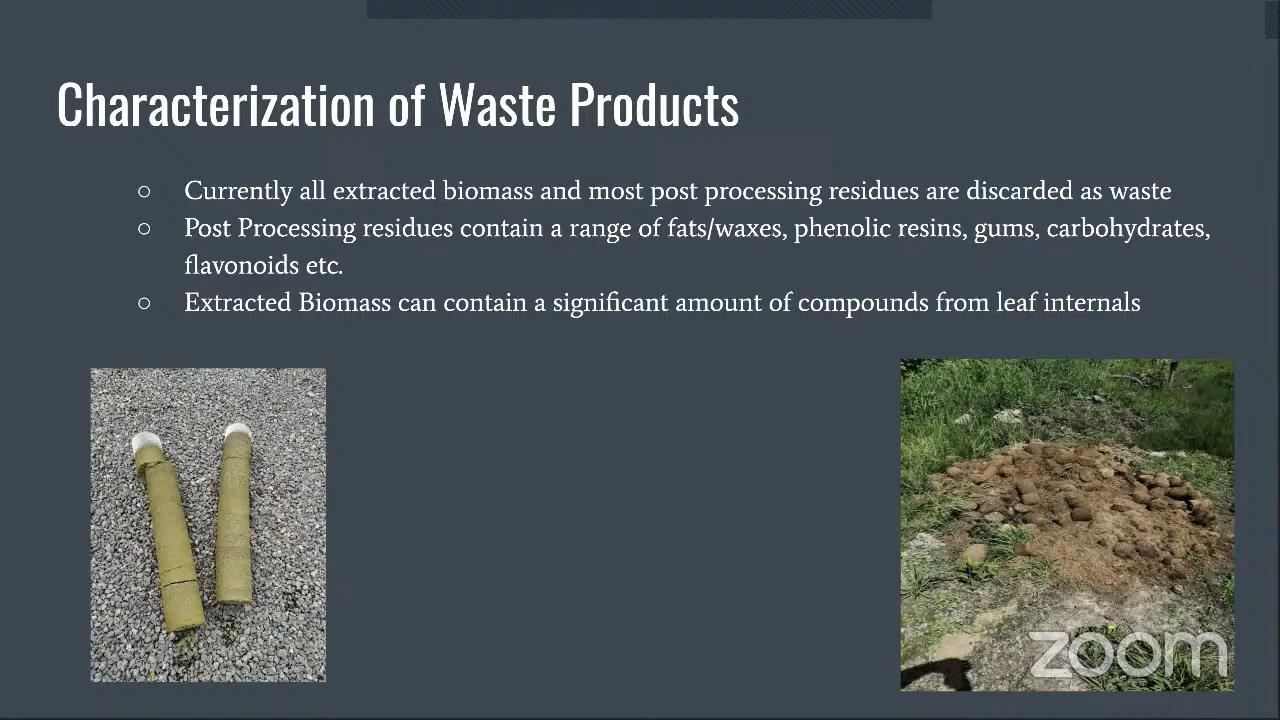 Characterization of Waste Products
○ Currently all extracted biomass and most post processing residues are discarded as waste
○ Post Processing residues contain a range of fats/waxes, phenolic resins, gums, carbohydrates,
flavonoids etc.
○ Extracted Biomass can contain a significant amount of compounds from leaf internals
zoom